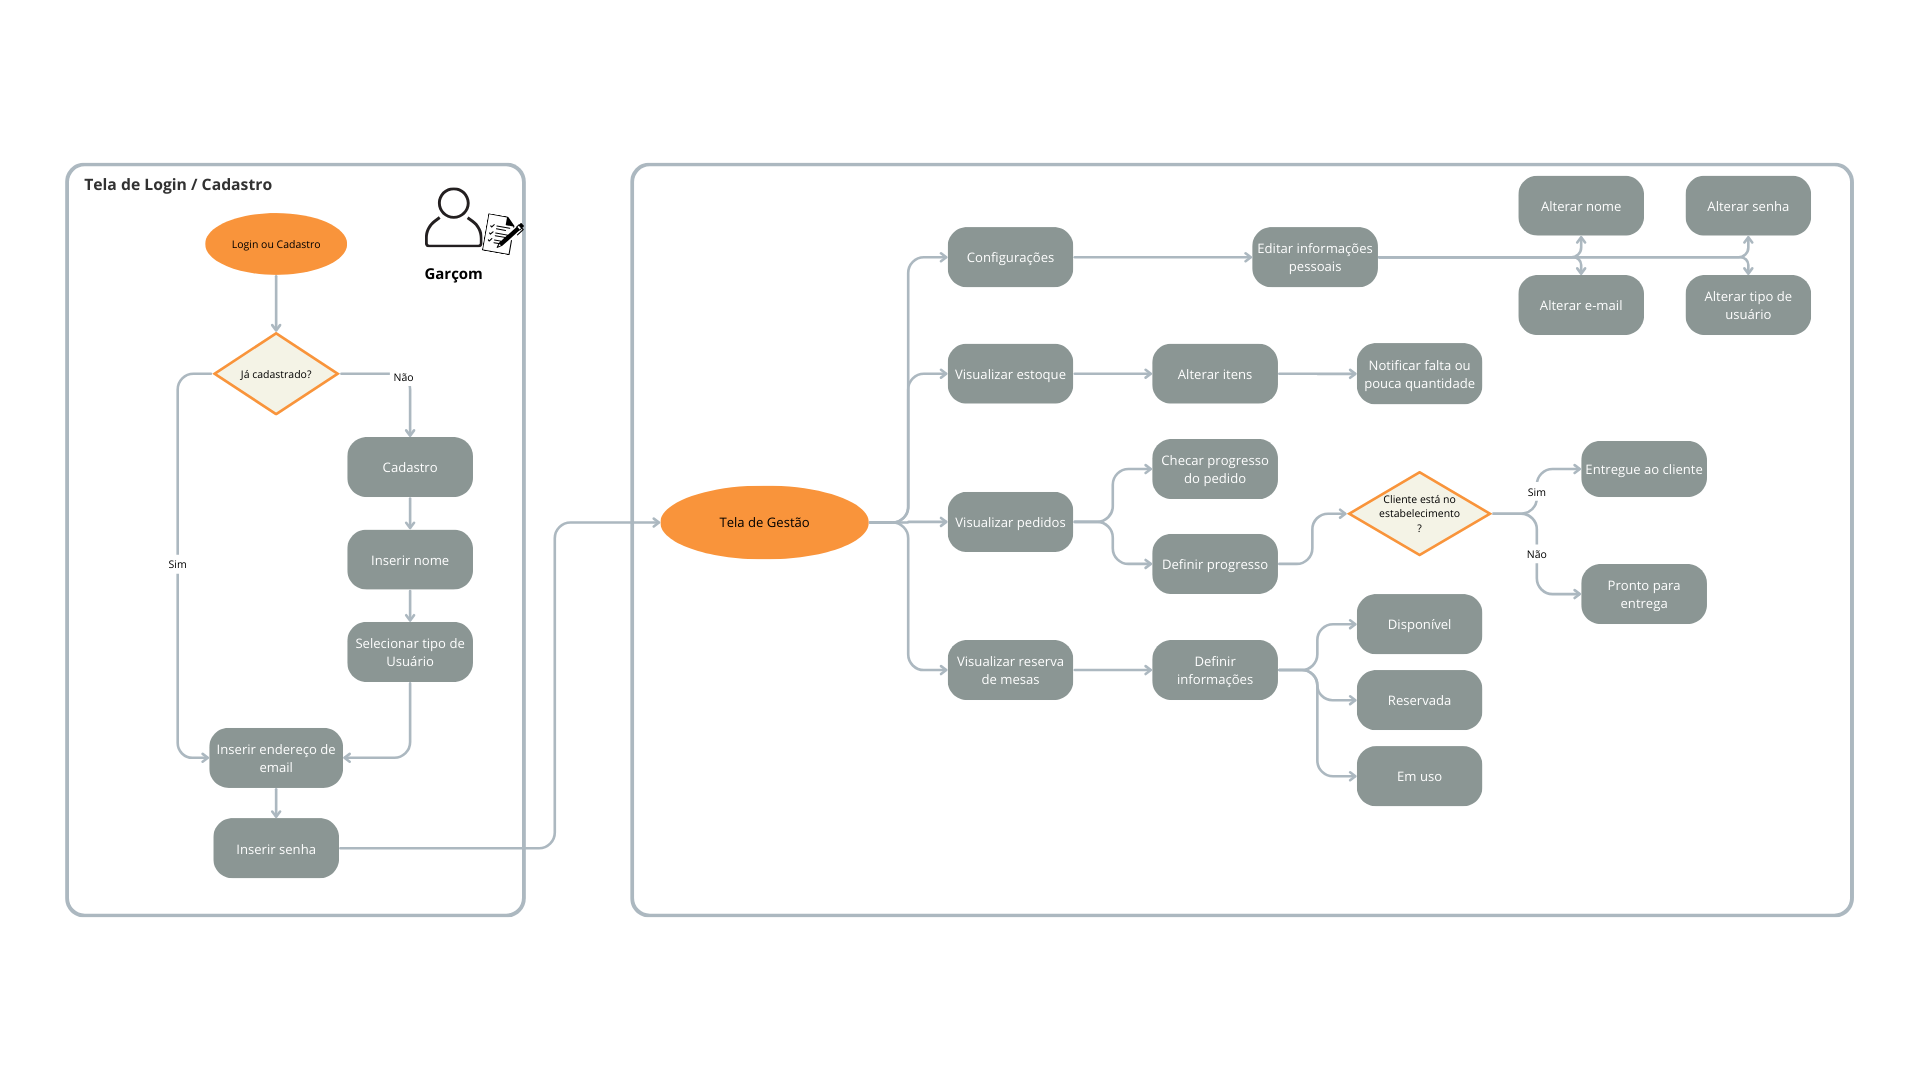 Tela de Login / Cadastro
Login ou Cadastro
Garçom
Já cadastrado?
Não
Cadastro
Inserir nome
Sim
Selecionar tipo de
Usuário
Inserir endereço de
email
Inserir senha
Tela de Gestão
Configurações
Editar informações
pessoais
Alterar nome
Alterar senha
Alterar e-mail
Alterar tipo de
usuário
Visualizar estoque
Alterar itens
Notificar falta ou
pouca quantidade
Visualizar pedidos
Checar progresso
do pedido
Definir progresso
Cliente está no
estabelecimento
?
Sim
Entregue ao cliente
Não
Pronto para
entrega
Visualizar reserva
de mesas
Definir
informações
Disponível
Reservada
Em uso